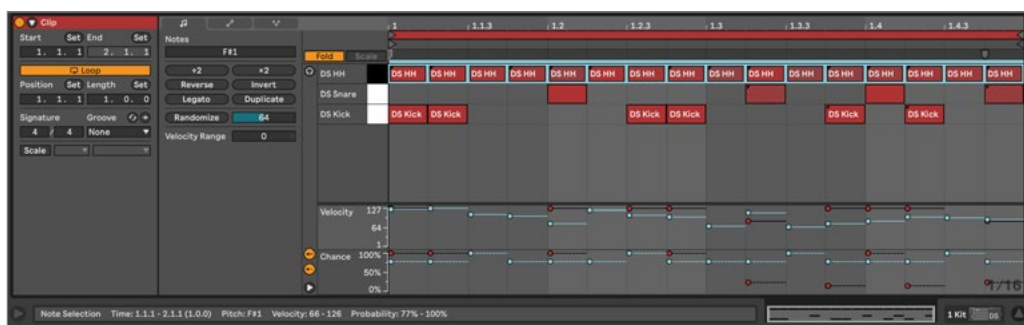 Clip
Start Set End Set
1. 1. 1 2. 1. 1
Loop
Position Set Length Set
1. 1. 1 1. 0. 0
Signature Groove
4 / 4 None
Scale
Notes
F#1
÷2 ×2
Reverse Invert
Legato Duplicate
Randomize 64
Velocity Range 0
1 1.1.3 1.2 1.2.3 1.3 1.3.3 1.4 1.4.3
Fold Scale
DS HH DS HH DS HH DS HH DS HH DS HH DS HH DS HH DS HH DS HH DS HH DS HH DS HH DS HH DS HH DS HH DS HH
DS Snare
DS Kick DS Kick DS Kick DS Kick DS Kick DS Kick DS Kick
Velocity 127
64
1
Chance 100%
50%
0%
1/16
Note Selection Time: 1.1.1 - 2.1.1 (1.0.0) Pitch: F#1 Velocity: 66 - 126 Probability: 77% - 100%
1 Kit DS